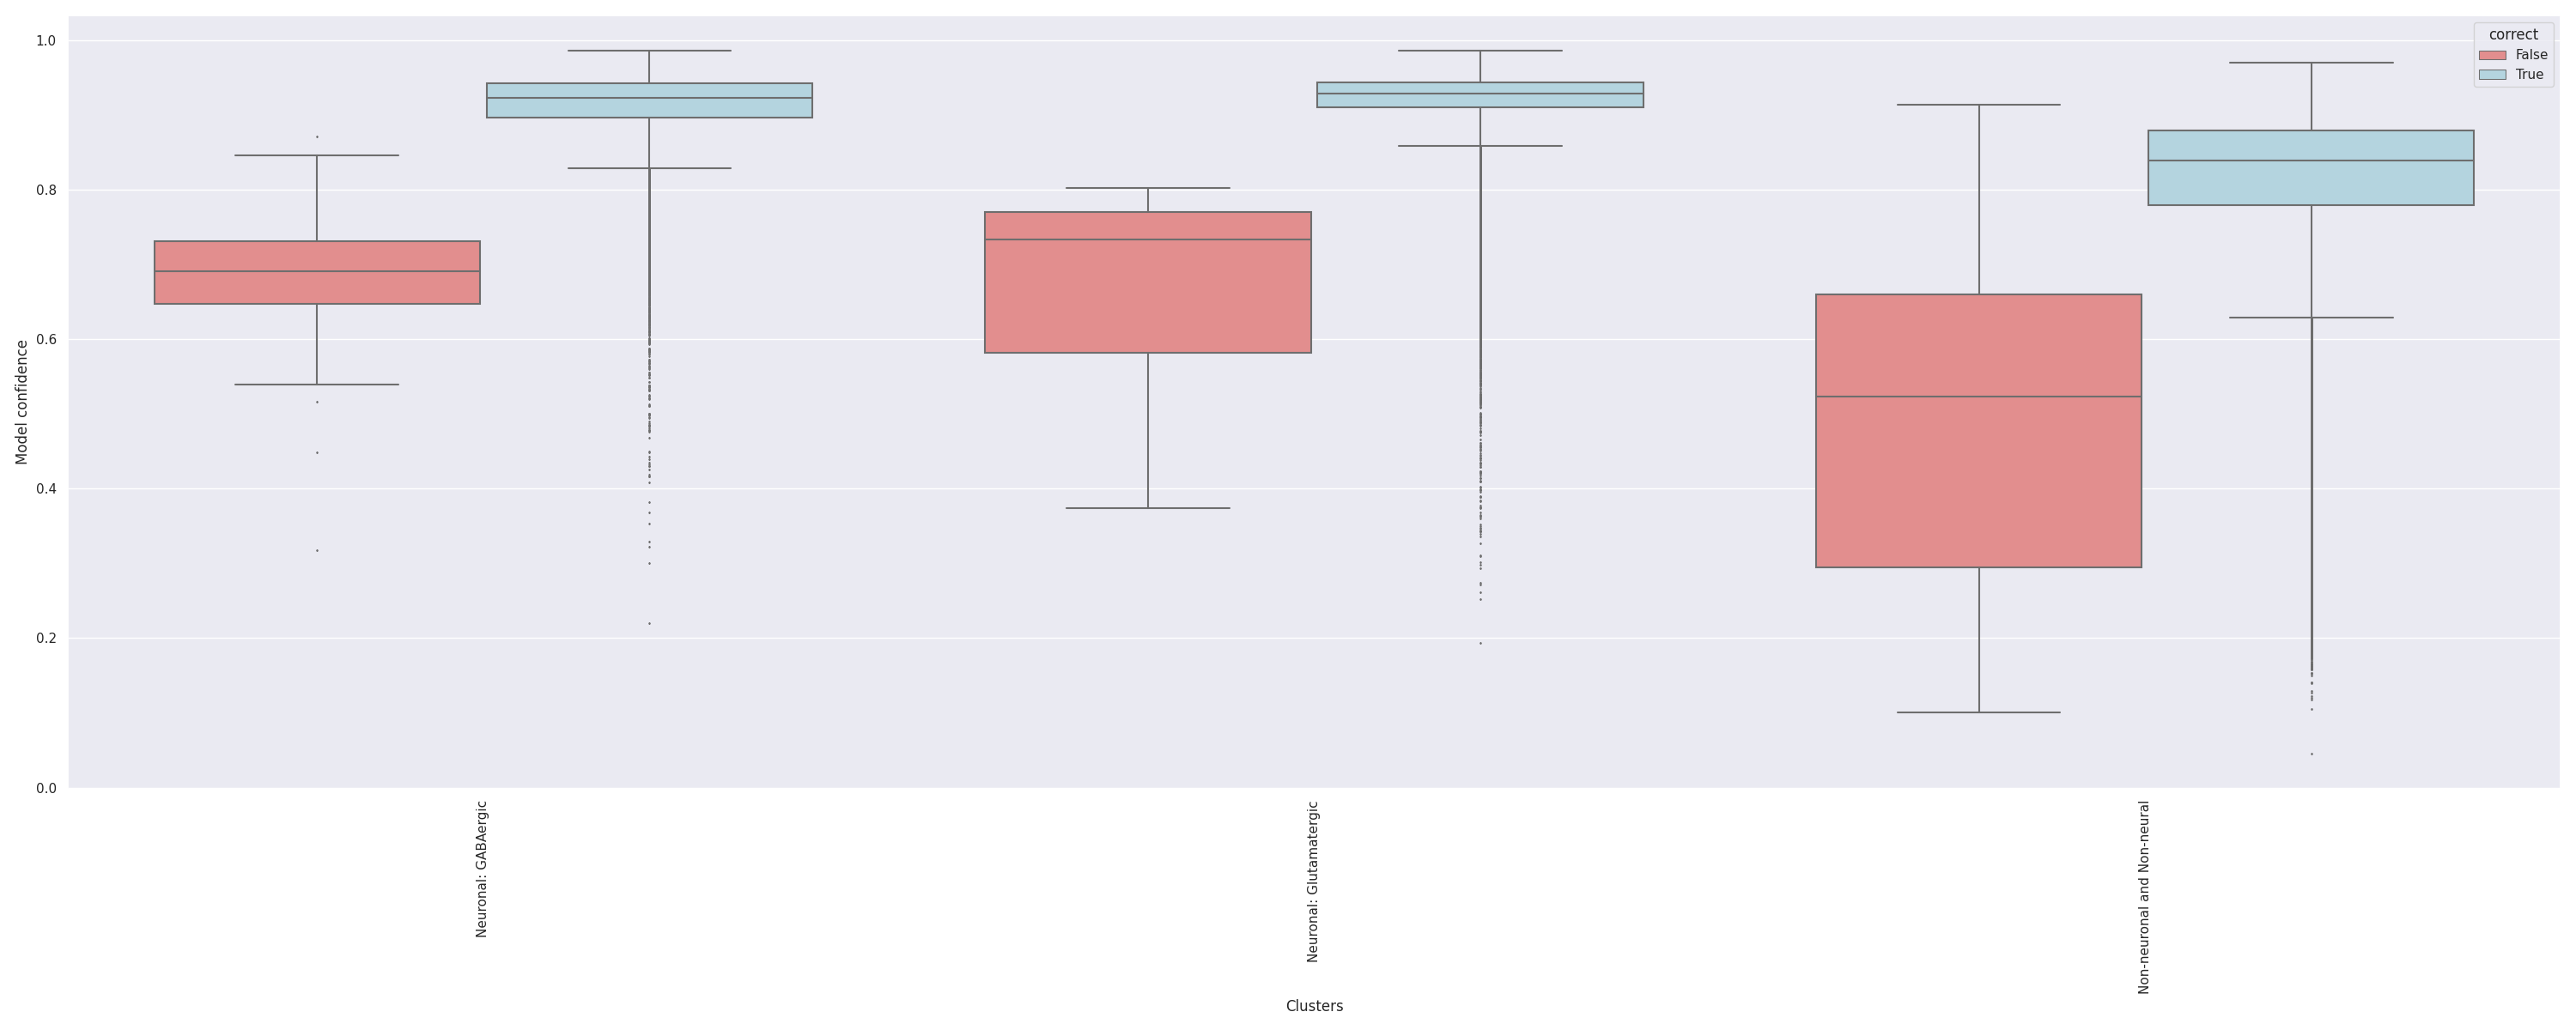 correct
False
True
1.0
0.8
0.6
0.4
0.2
0.0
Model confidence
Neuronal: GABAergic
Neuronal: Glutamatergic
Non-neuronal and Non-neural
Clusters